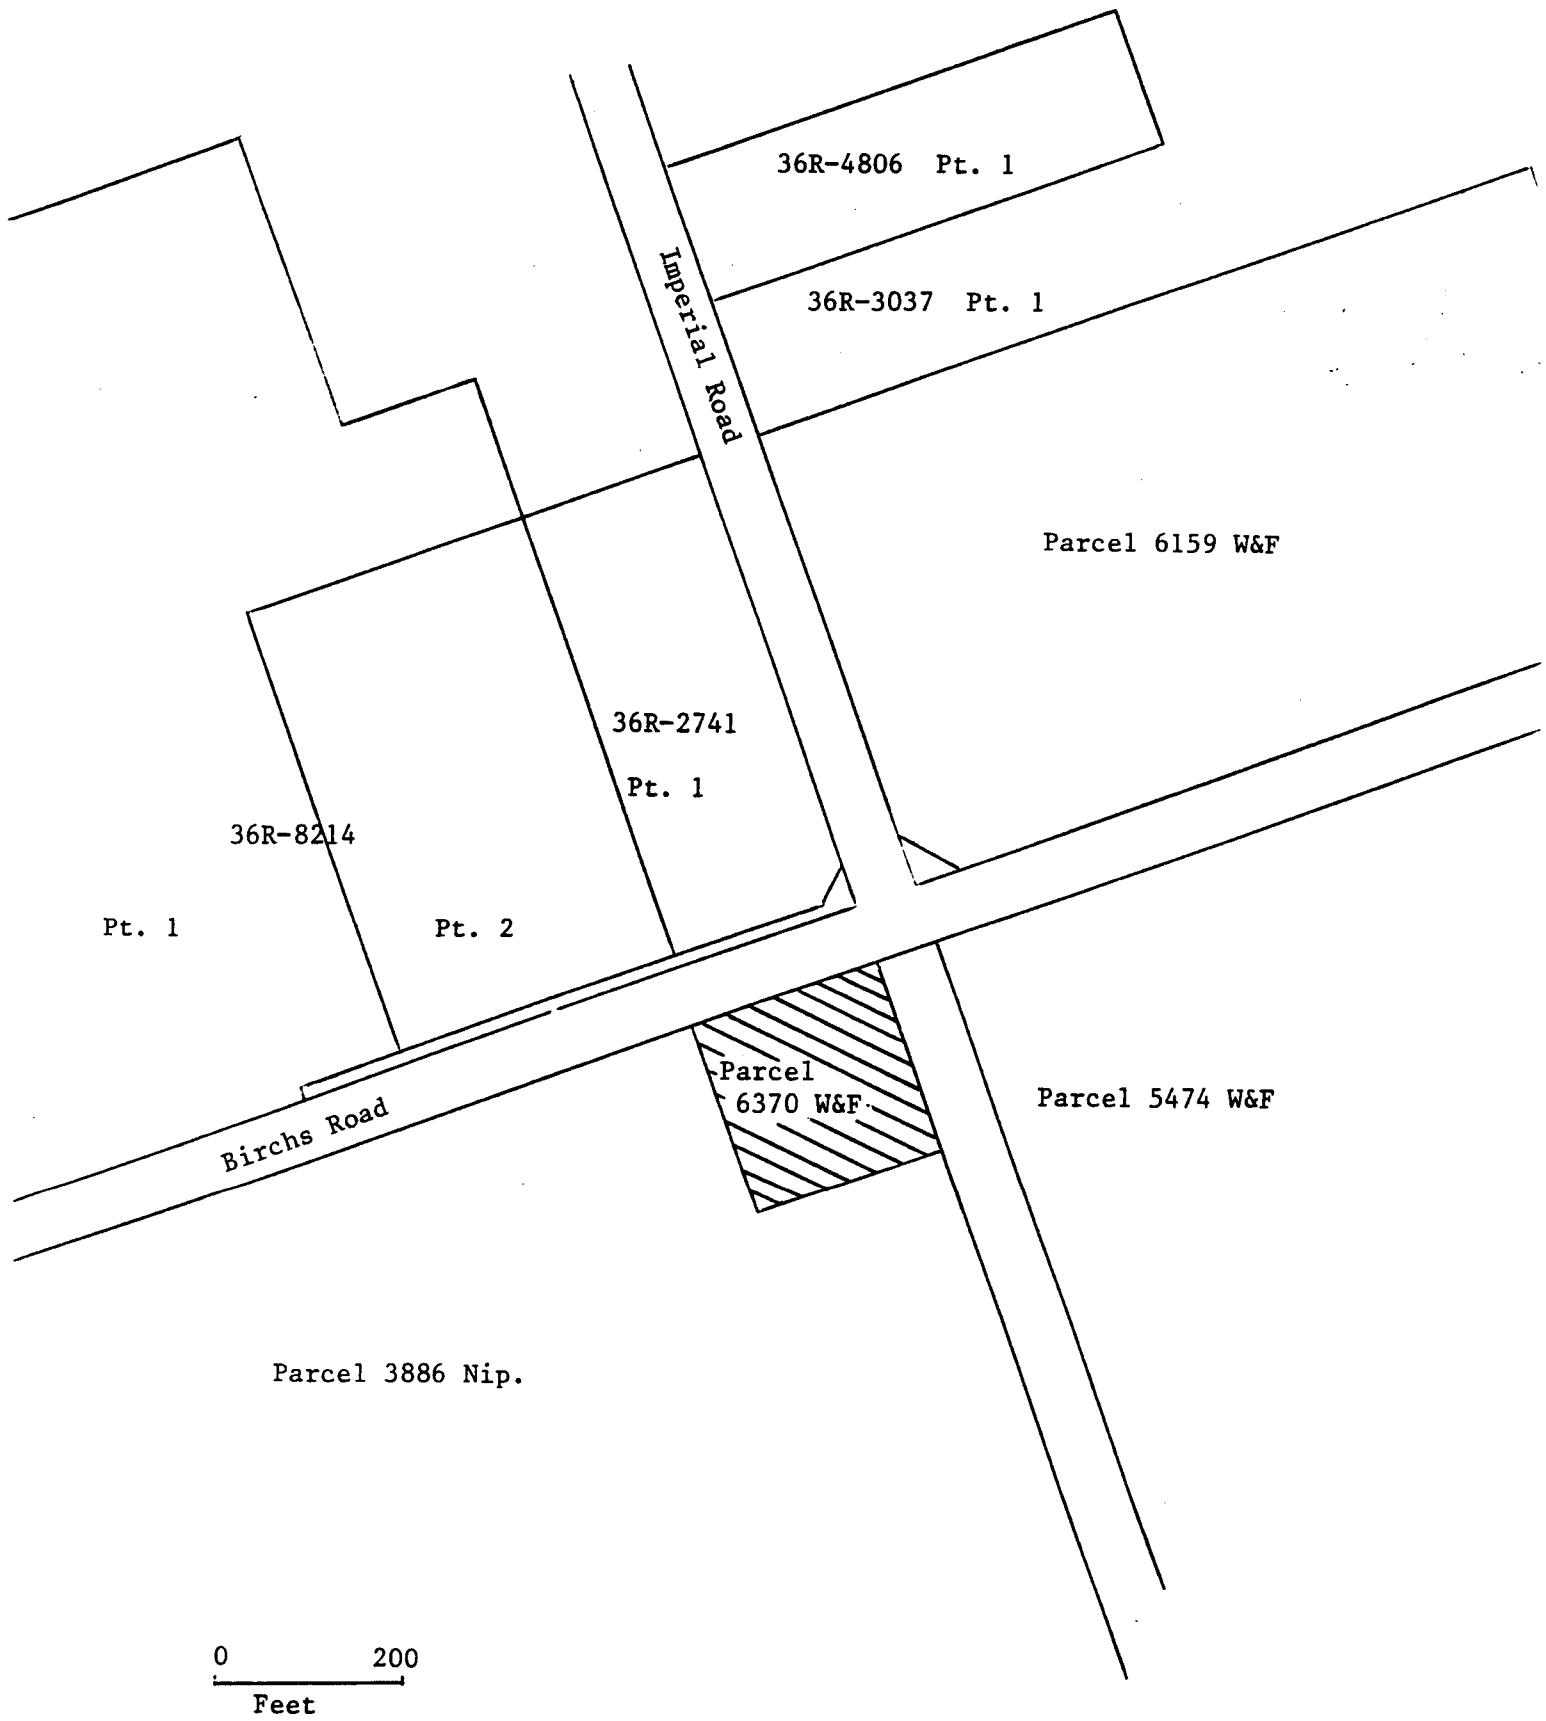 36R-4806 Pt. 1
Imperial Road
36R-3037 Pt. 1
Parcel 6159 W&F
36R-2741
Pt. 1
36R-8214
Pt. 1
Pt. 2
Parcel
6370 W&F
Parcel 5474 W&F
Birchs Road
Parcel 3886 Nip.
0 200
Feet